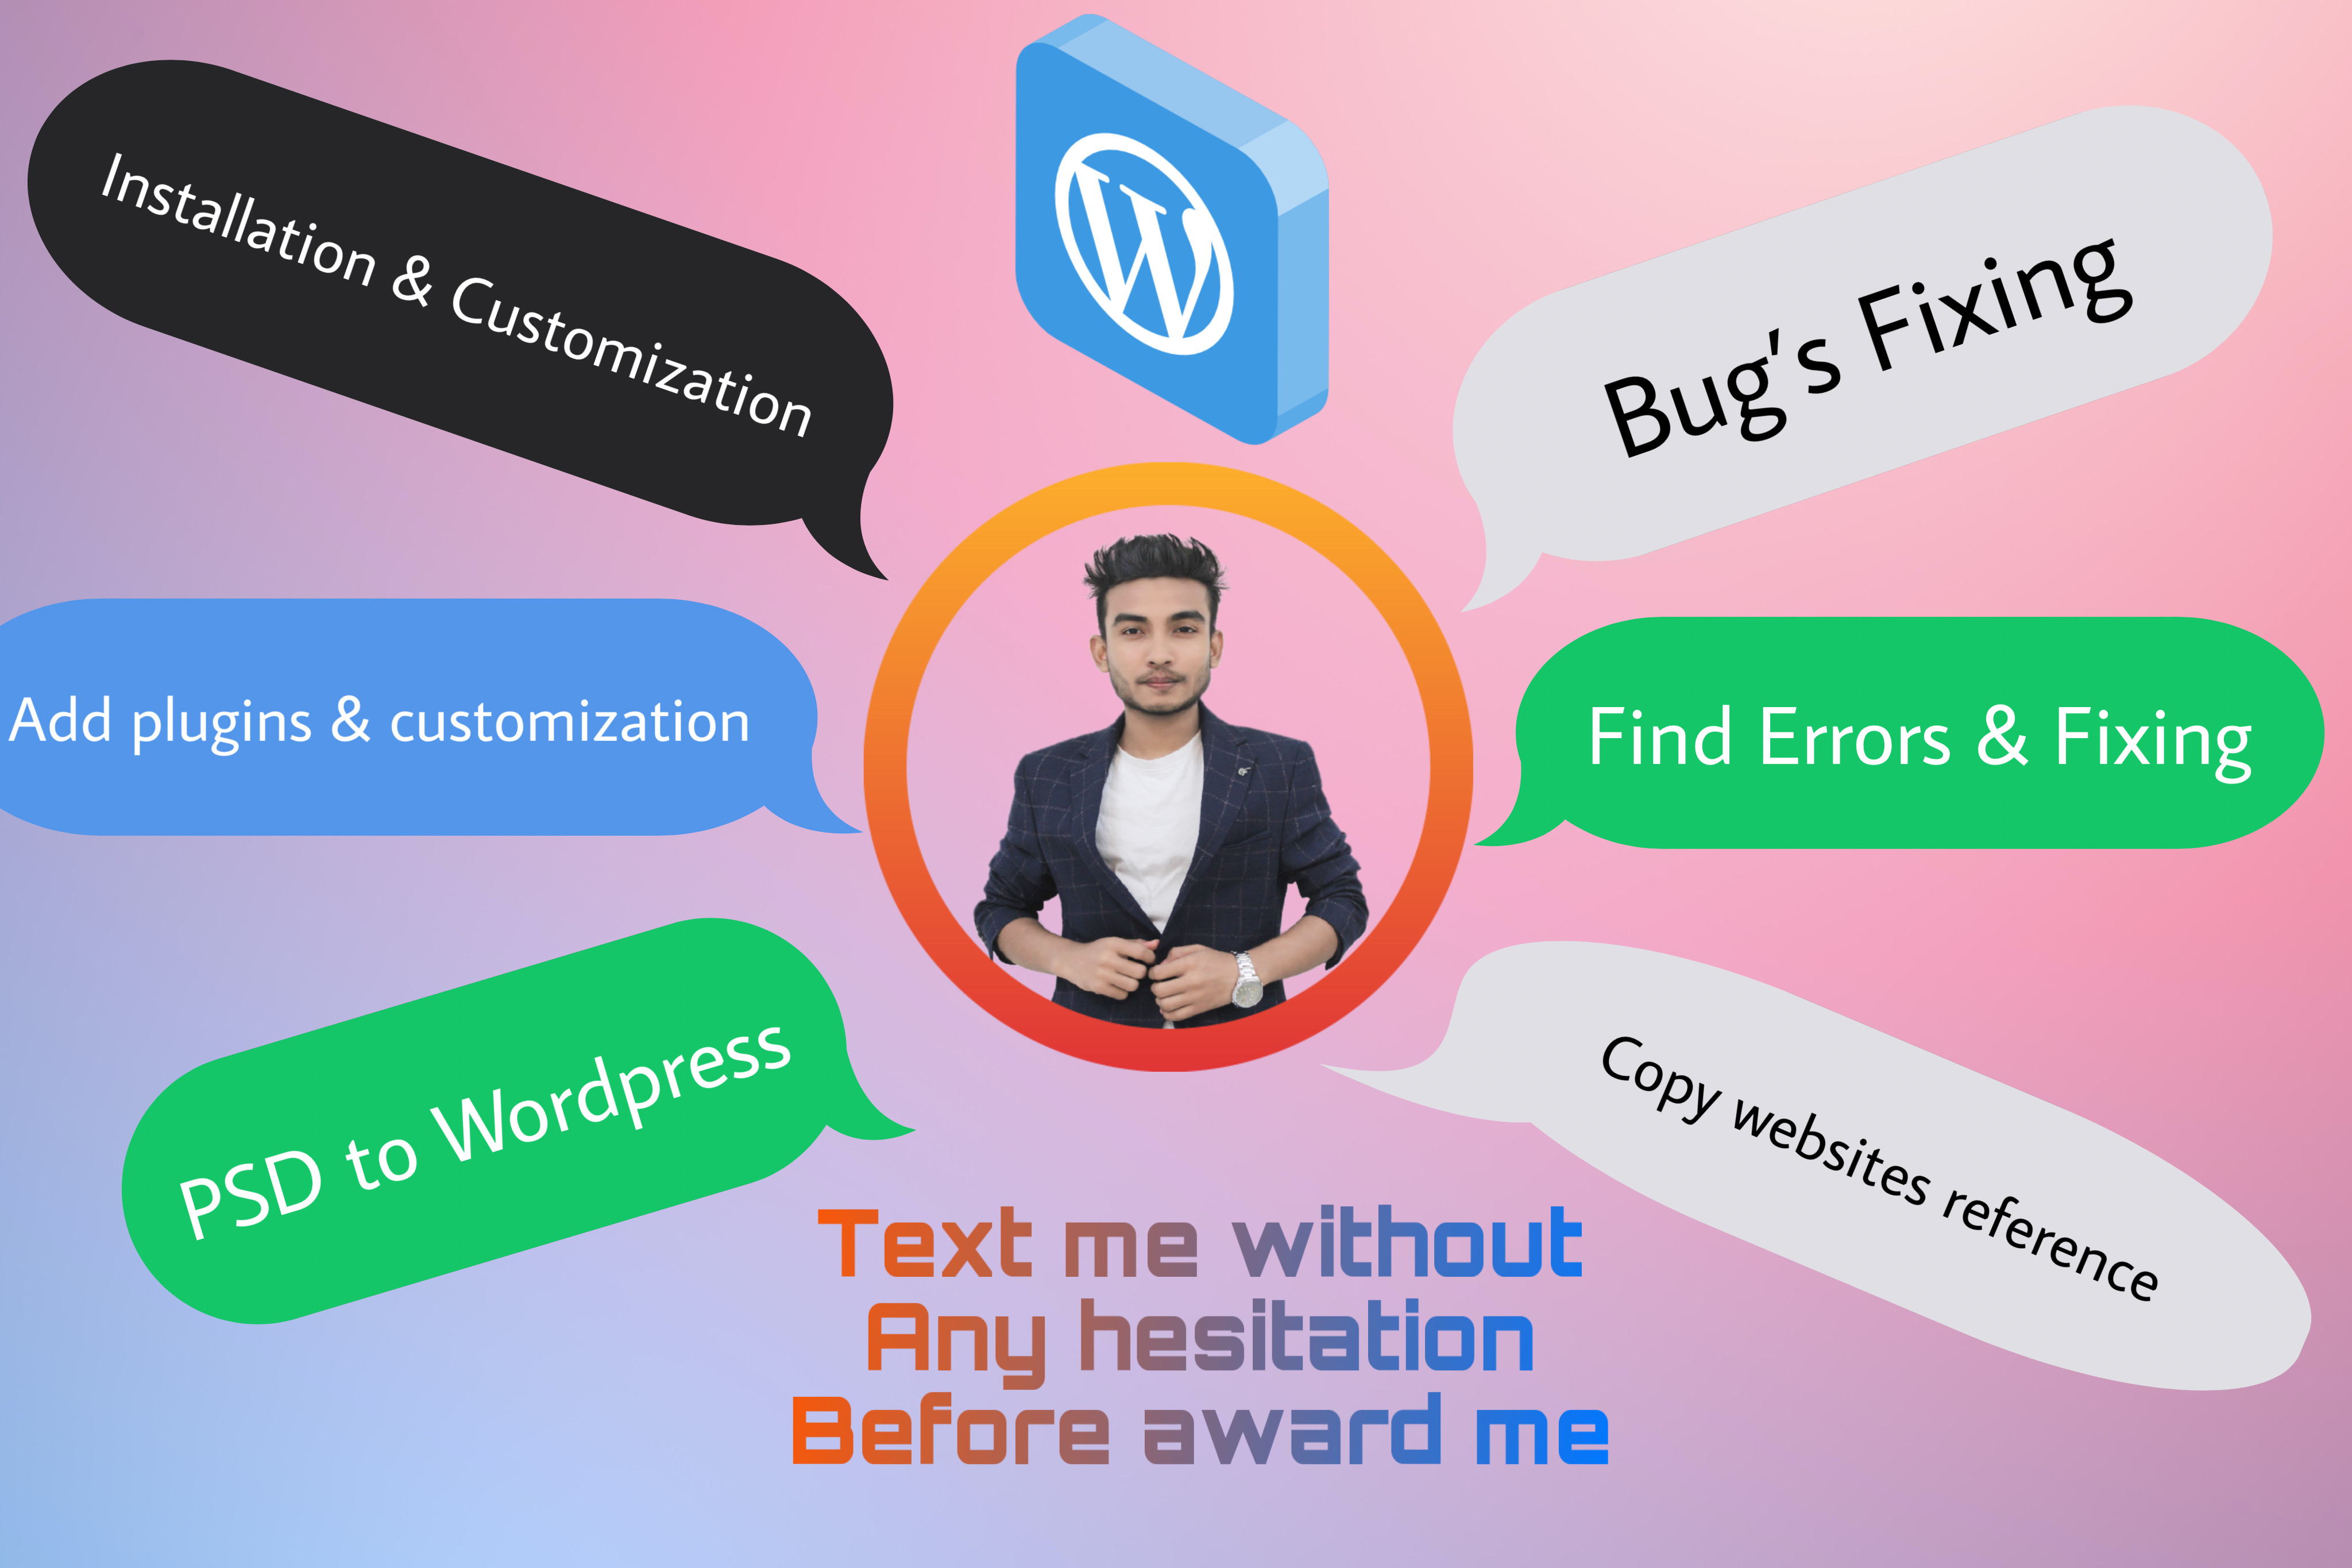 Installation & Customization
Bug's Fixing
Add plugins & customization
Find Errors & Fixing
PSD to Wordpress
Copy websites reference
Text me without
Any hesitation
Before award me